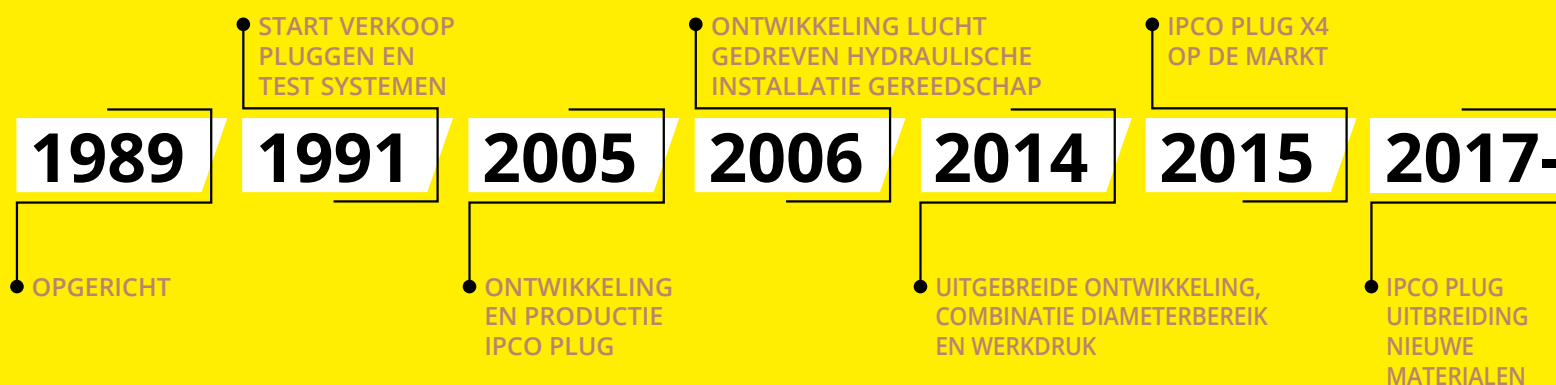 1989
OPGERICHT
START VERKOOP
PLUGGEN EN
TEST SYSTEMEN
1991
2005
ONTWIKKELING
EN PRODUCTIE
IPCO PLUG
ONTWIKKELING LUCHT
GEDREVEN HYDRAULISCHE
INSTALLATIE GEREEDSCHAP
2006
2014
UITGEBREIDE ONTWIKKELING,
COMBINATIE DIAMETERBEREIK
EN WERKDRUK
IPCO PLUG X4
OP DE MARKT
2015
2017-
IPCO PLUG
UITBREIDING
NIEUWE
MATERIALEN